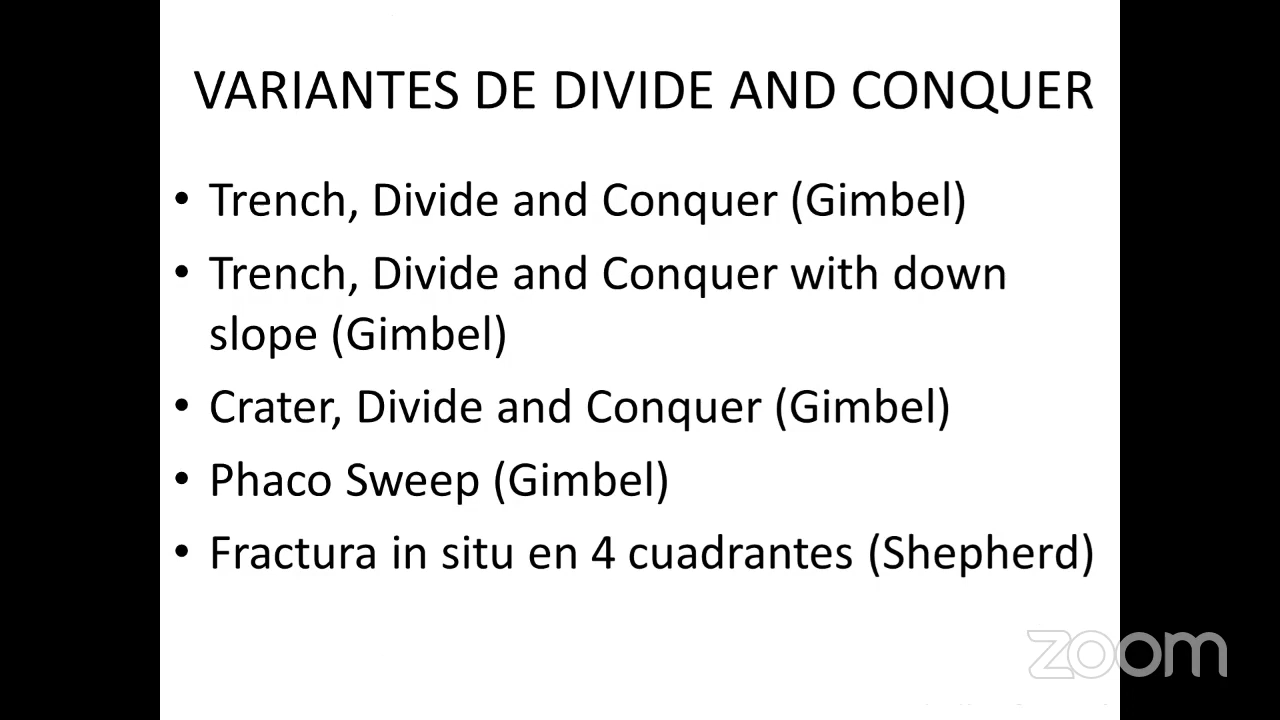 VARIANTES DE DIVIDE AND CONQUER
• Trench, Divide and Conquer (Gimbel)
• Trench, Divide and Conquer with down
slope (Gimbel)
• Crater, Divide and Conquer (Gimbel)
• Phaco Sweep (Gimbel)
• Fractura in situ en 4 cuadrantes (Shepherd)
zoom